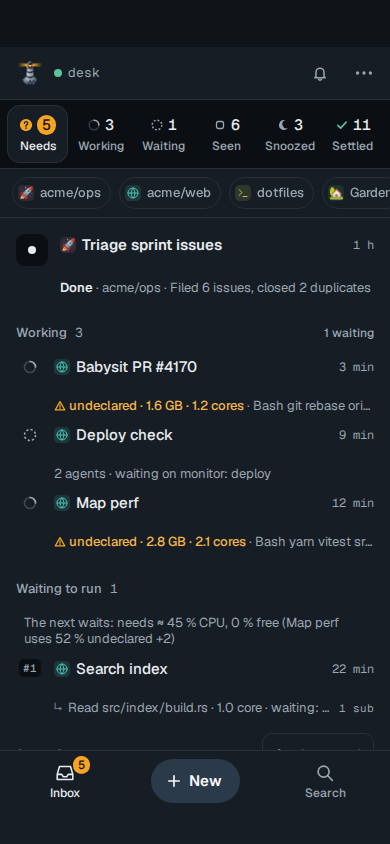 desk
5 3 1 6 3 11
Needs Working Waiting Seen Snoozed Settled
acme/ops acme/web dotfiles Garden
Triage sprint issues 1 h
Done · acme/ops · Filed 6 issues, closed 2 duplicates
Working 3 1 waiting
Babysit PR #4170 3 min
undeclared · 1.6 GB · 1.2 cores · Bash git rebase ori…
Deploy check 9 min
2 agents · waiting on monitor: deploy
Map perf 12 min
undeclared · 2.8 GB · 2.1 cores · Bash yarn vitest sr…
Waiting to run 1
The next waits: needs ≈ 45 % CPU, 0 % free (Map perf
uses 52 % undeclared +2)
#1 Search index 22 min
Read src/index/build.rs · 1.0 core · waiting: … 1 sub
5
Inbox New Search